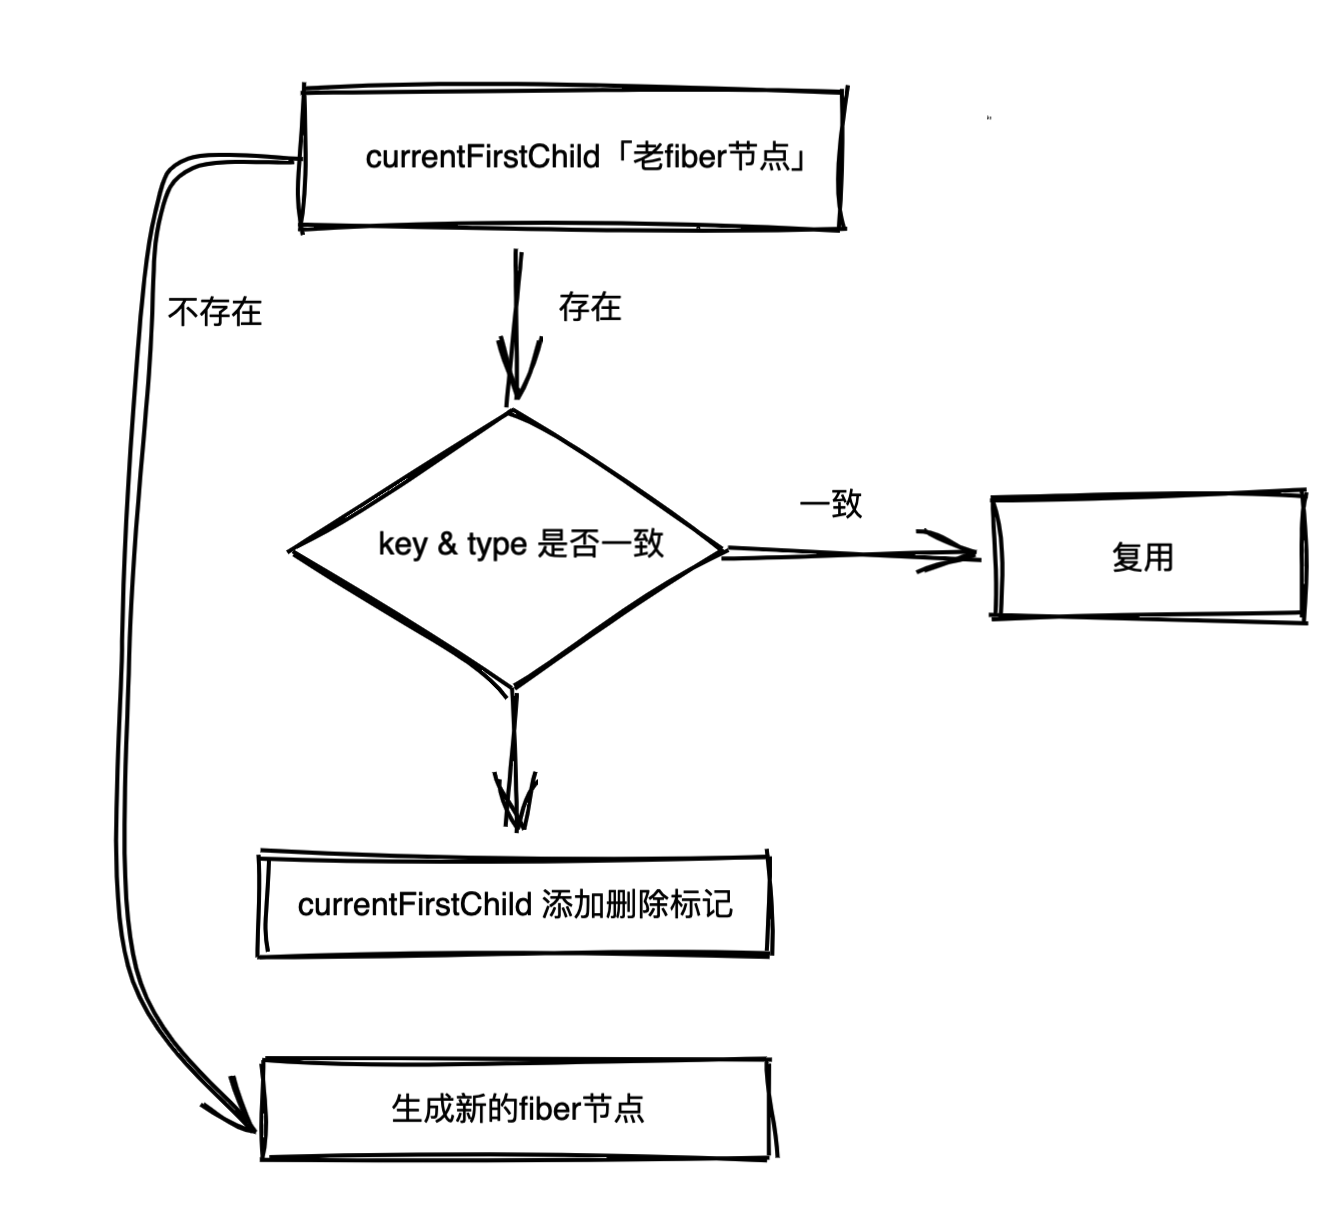 currentFirstChild「老fiber节点」
不存在
存在
key & type 是否一致
一致
复用
currentFirstChild 添加删除标记
生成新的fiber节点